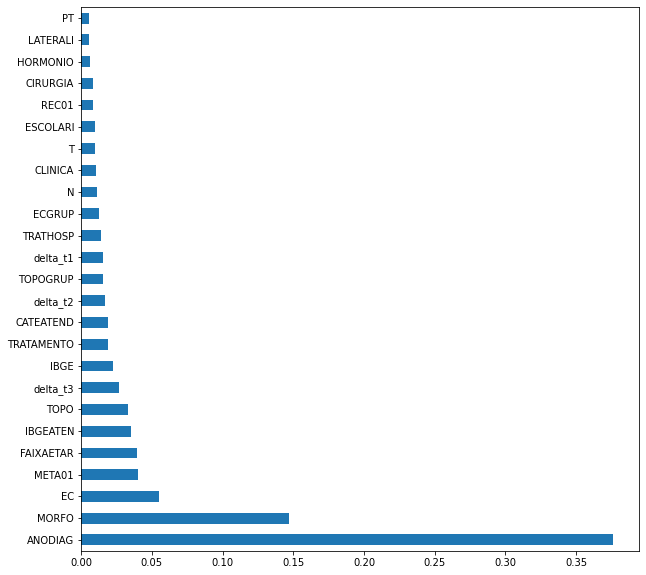 PT
LATERALI
HORMONIO
CIRURGIA
REC01
ESCOLARI
T
CLINICA
N
ECGRUP
TRATHOSP
delta_t1
TOPOGRUP
delta_t2
CATEATEND
TRATAMENTO
IBGE
delta_t3
TOPO
IBGEATEN
FAIXAETAR
META01
EC
MORFO
ANODIAG
0.00 0.05 0.10 0.15 0.20 0.25 0.30 0.35